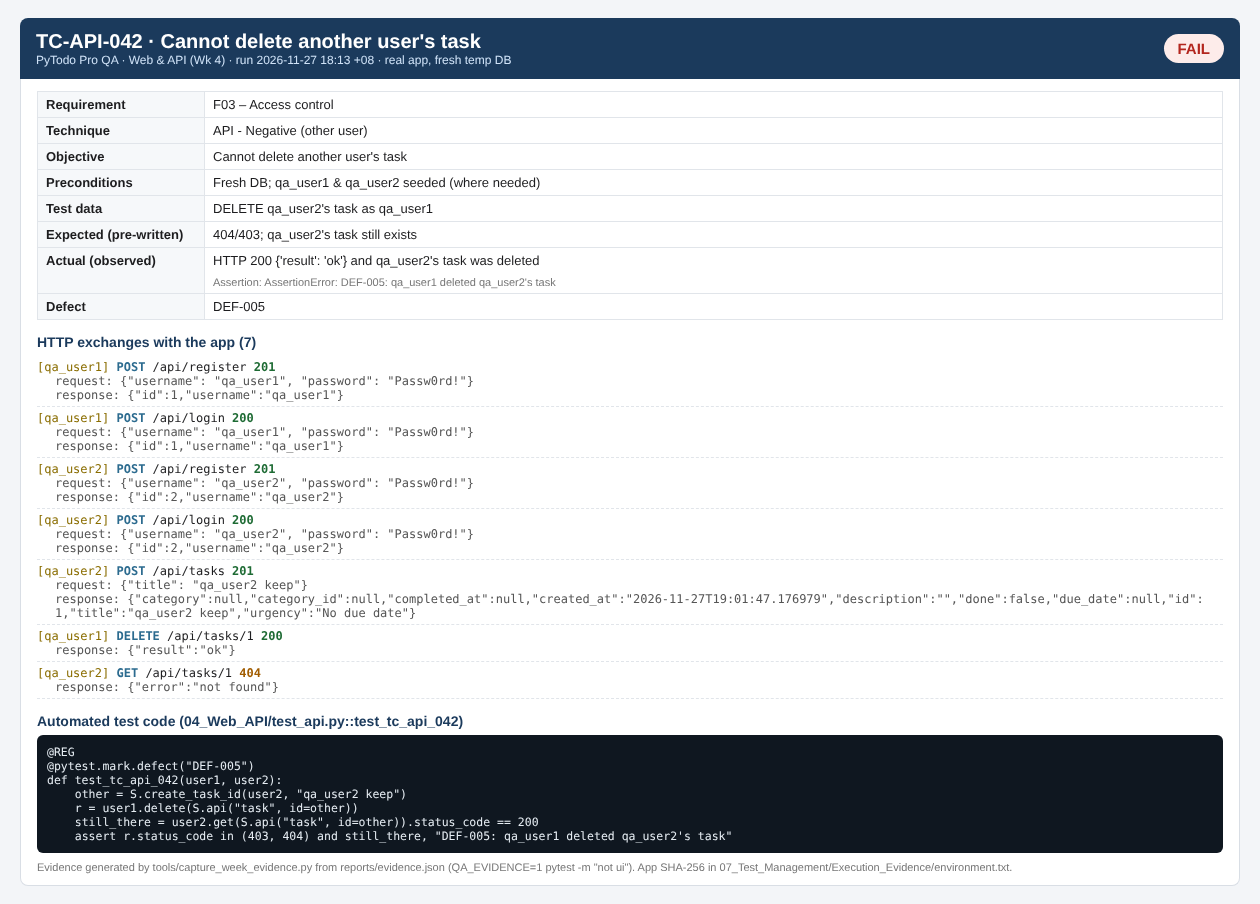 TC-API-042 · Cannot delete another user's task
PyTodo Pro QA · Web & API (Wk 4) · run 2026-11-27 18:13 +08 · real app, fresh temp DB
FAIL
Requirement F03 – Access control
Technique API - Negative (other user)
Objective Cannot delete another user's task
Preconditions Fresh DB; qa_user1 & qa_user2 seeded (where needed)
Test data DELETE qa_user2's task as qa_user1
Expected (pre-written) 404/403; qa_user2's task still exists
Actual (observed) HTTP 200 {'result': 'ok'} and qa_user2's task was deleted
Assertion: AssertionError: DEF-005: qa_user1 deleted qa_user2's task
Defect DEF-005
HTTP exchanges with the app (7)
[qa_user1] POST /api/register 201
request: {"username": "qa_user1", "password": "Passw0rd!"}
response: {"id":1,"username":"qa_user1"}
[qa_user1] POST /api/login 200
request: {"username": "qa_user1", "password": "Passw0rd!"}
response: {"id":1,"username":"qa_user1"}
[qa_user2] POST /api/register 201
request: {"username": "qa_user2", "password": "Passw0rd!"}
response: {"id":2,"username":"qa_user2"}
[qa_user2] POST /api/login 200
request: {"username": "qa_user2", "password": "Passw0rd!"}
response: {"id":2,"username":"qa_user2"}
[qa_user2] POST /api/tasks 201
request: {"title": "qa_user2 keep"}
response: {"category":null,"category_id":null,"completed_at":null,"created_at":"2026-11-27T19:01:47.176979","description":"","done":false,"due_date":null,"id":
1,"title":"qa_user2 keep","urgency":"No due date"}
[qa_user1] DELETE /api/tasks/1 200
response: {"result":"ok"}
[qa_user2] GET /api/tasks/1 404
response: {"error":"not found"}
Automated test code (04_Web_API/test_api.py::test_tc_api_042)
@REG
@pytest.mark.defect("DEF-005")
def test_tc_api_042(user1, user2):
    other = S.create_task_id(user2, "qa_user2 keep")
    r = user1.delete(S.api("task", id=other))
    still_there = user2.get(S.api("task", id=other)).status_code == 200
    assert r.status_code in (403, 404) and still_there, "DEF-005: qa_user1 deleted qa_user2's task"
Evidence generated by tools/capture_week_evidence.py from reports/evidence.json (QA_EVIDENCE=1 pytest -m "not ui"). App SHA-256 in 07_Test_Management/Execution_Evidence/environment.txt.